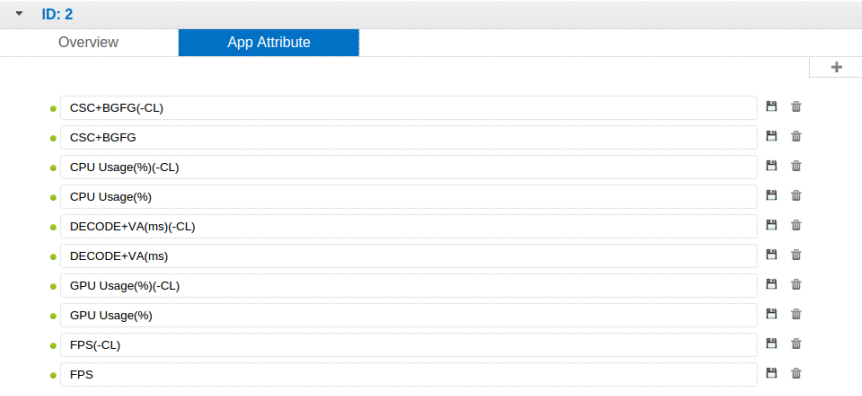 ID: 2
Overview App Attribute
CSC+BGFG(-CL)
CSC+BGFG
CPU Usage(%)(-CL)
CPU Usage(%)
DECODE+VA(ms)(-CL)
DECODE+VA(ms)
GPU Usage(%)(-CL)
GPU Usage(%)
FPS(-CL)
FPS